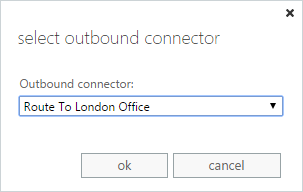 select outbound connector
Outbound connector:
Route To London Office
ok cancel